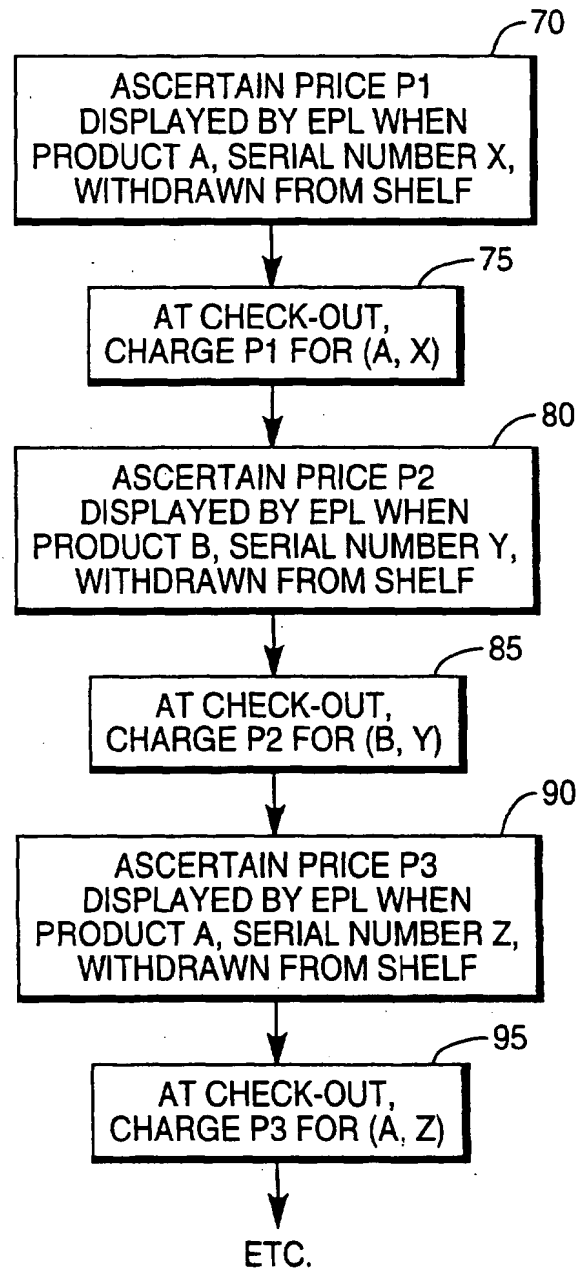 70
ASCERTAIN PRICE P1
DISPLAYED BY EPL WHEN
PRODUCT A, SERIAL NUMBER X,
WITHDRAWN FROM SHELF
75
AT CHECK-OUT,
CHARGE P1 FOR (A, X)
80
ASCERTAIN PRICE P2
DISPLAYED BY EPL WHEN
PRODUCT B, SERIAL NUMBER Y,
WITHDRAWN FROM SHELF
85
AT CHECK-OUT,
CHARGE P2 FOR (B, Y)
90
ASCERTAIN PRICE P3
DISPLAYED BY EPL WHEN
PRODUCT A, SERIAL NUMBER Z,
WITHDRAWN FROM SHELF
95
AT CHECK-OUT,
CHARGE P3 FOR (A, Z)
ETC.